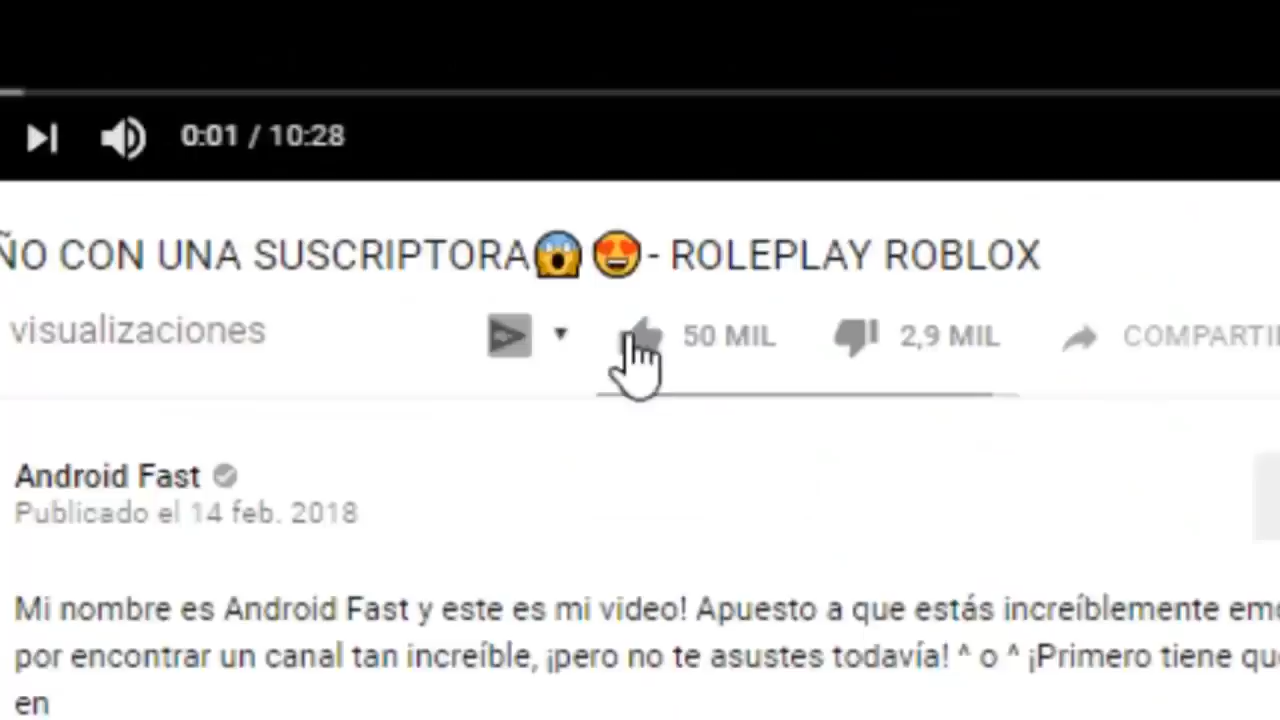 0:01 / 10:28
ÑO CON UNA SUSCRIPTORA😱😍- ROLEPLAY ROBLOX
visualizaciones 50 MIL 2,9 MIL COMPARTI
Android Fast
Publicado el 14 feb. 2018
Mi nombre es Android Fast y este es mi video! Apuesto a que estás increíblemente em
por encontrar un canal tan increíble, ¡pero no te asustes todavía! ^ o ^ ¡Primero tiene qu
en